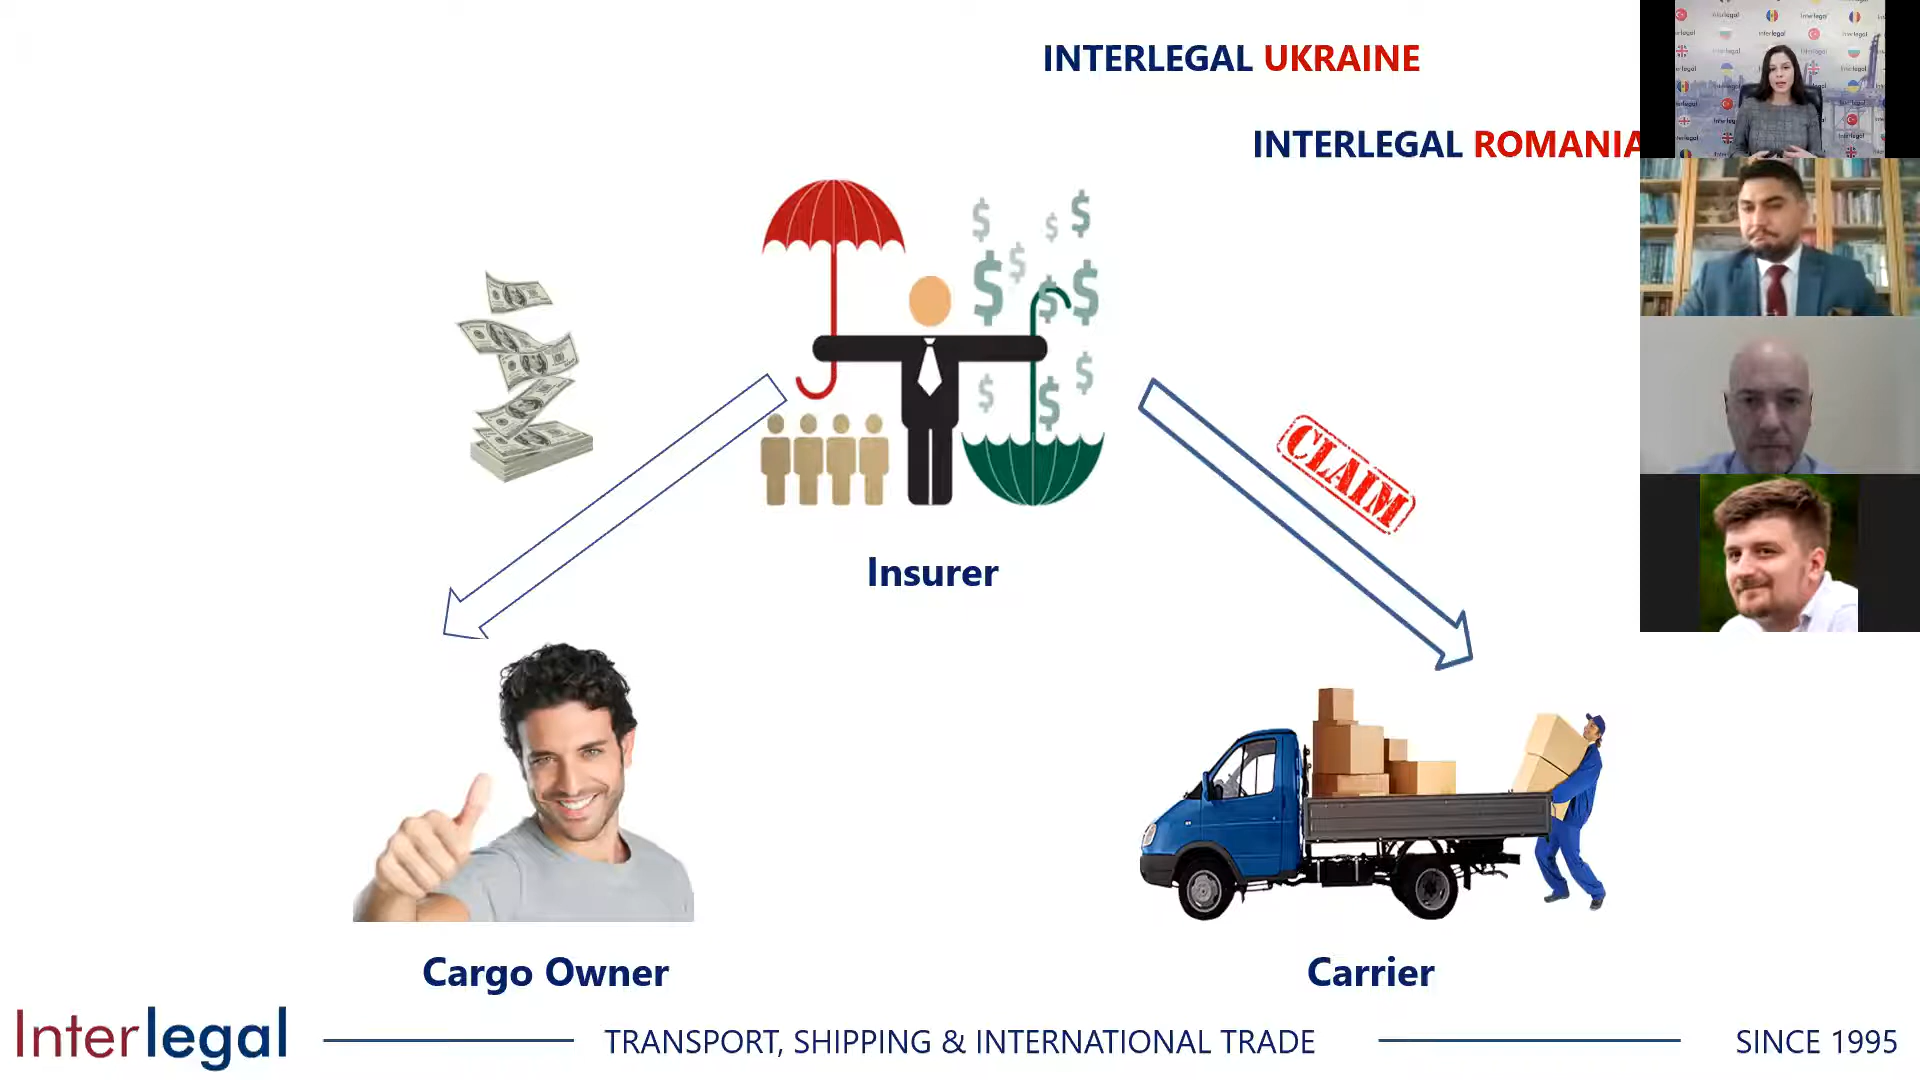 INTERLEGAL UKRAINE
INTERLEGAL ROMANIA
CLAIM
Insurer
Cargo Owner
Carrier
Interlegal
TRANSPORT, SHIPPING & INTERNATIONAL TRADE
SINCE 1995